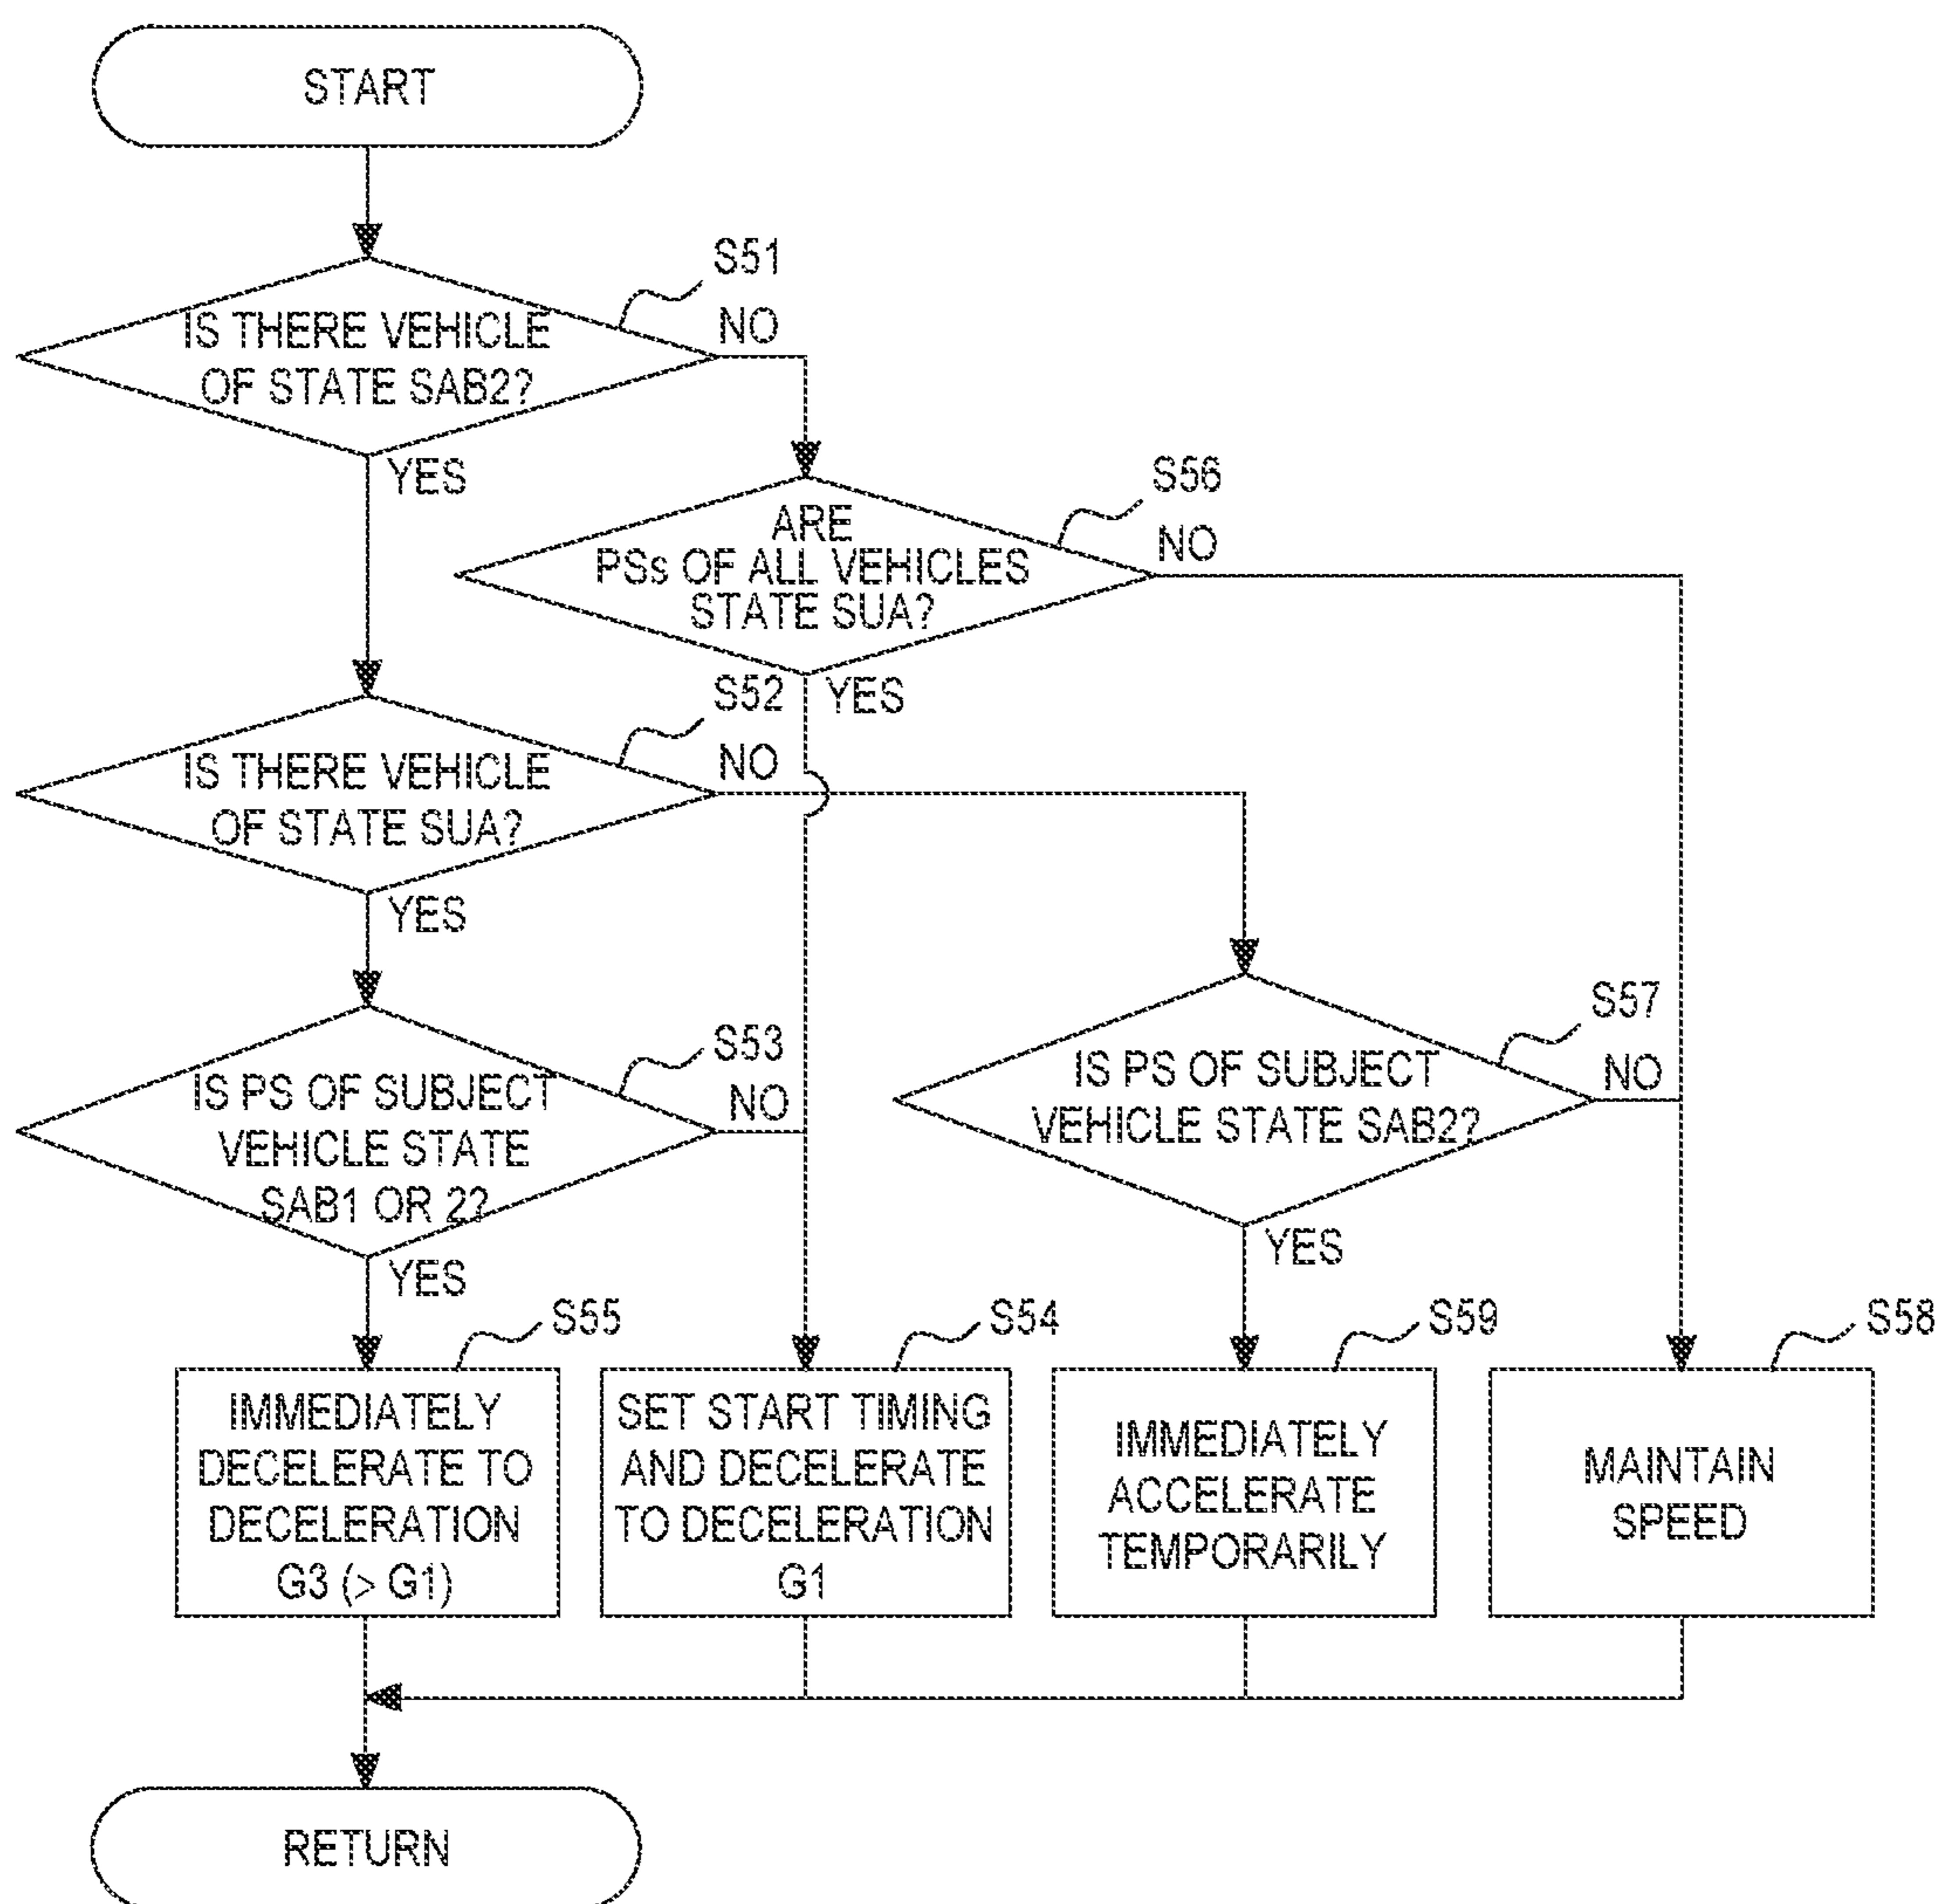 START
S51
NO
IS THERE VEHICLE
OF STATE SAB2?
YES
S56
NO
ARE
PSs OF ALL VEHICLES
STATE SUA?
YES
S52
NO
IS THERE VEHICLE
OF STATE SUA?
YES
S53
NO
IS PS OF SUBJECT
VEHICLE STATE
SAB1 OR 2?
YES
S57
NO
IS PS OF SUBJECT
VEHICLE STATE SAB2?
YES
S55
IMMEDIATELY
DECELERATE TO
DECELERATION
G3 (> G1)
S54
SET START TIMING
AND DECELERATE
TO DECELERATION
G1
S59
IMMEDIATELY
ACCELERATE
TEMPORARILY
S58
MAINTAIN
SPEED
RETURN